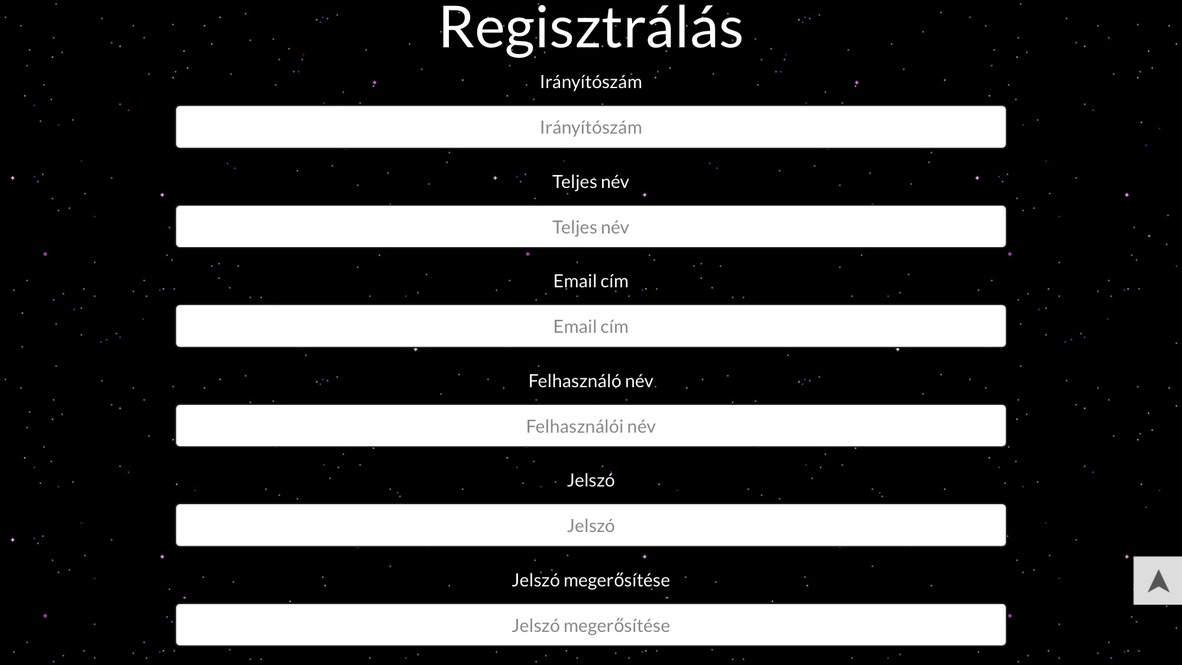 Regisztrálás
Irányítószám
Irányítószám
Teljes név
Teljes név
Email cím
Email cím
Felhasználó név
Felhasználói név
Jelszó
Jelszó
Jelszó megerősítése
Jelszó megerősítése